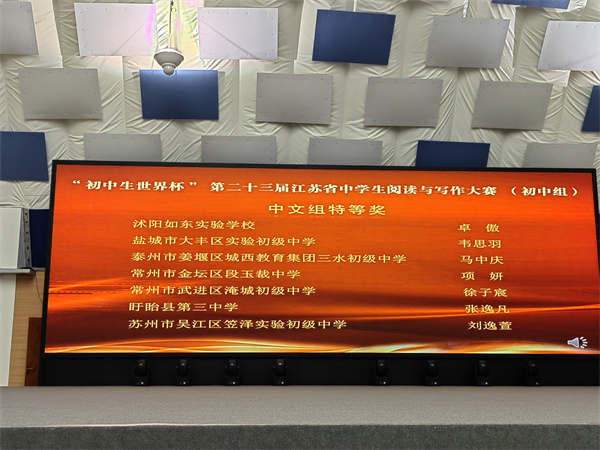 “初中生世界杯”第二十三届江苏省中学生阅读与写作大赛（初中组）
中文组特等奖
沭阳如东实验学校 卓傲
盐城市大丰区实验初级中学 韦思羽
泰州市姜堰区城西教育集团三水初级中学 马中庆
常州市金坛区段玉裁中学 项妍
常州市武进区淹城初级中学 徐子宸
盱眙县第三中学 张逸凡
苏州市吴江区笠泽实验初级中学 刘逸萱